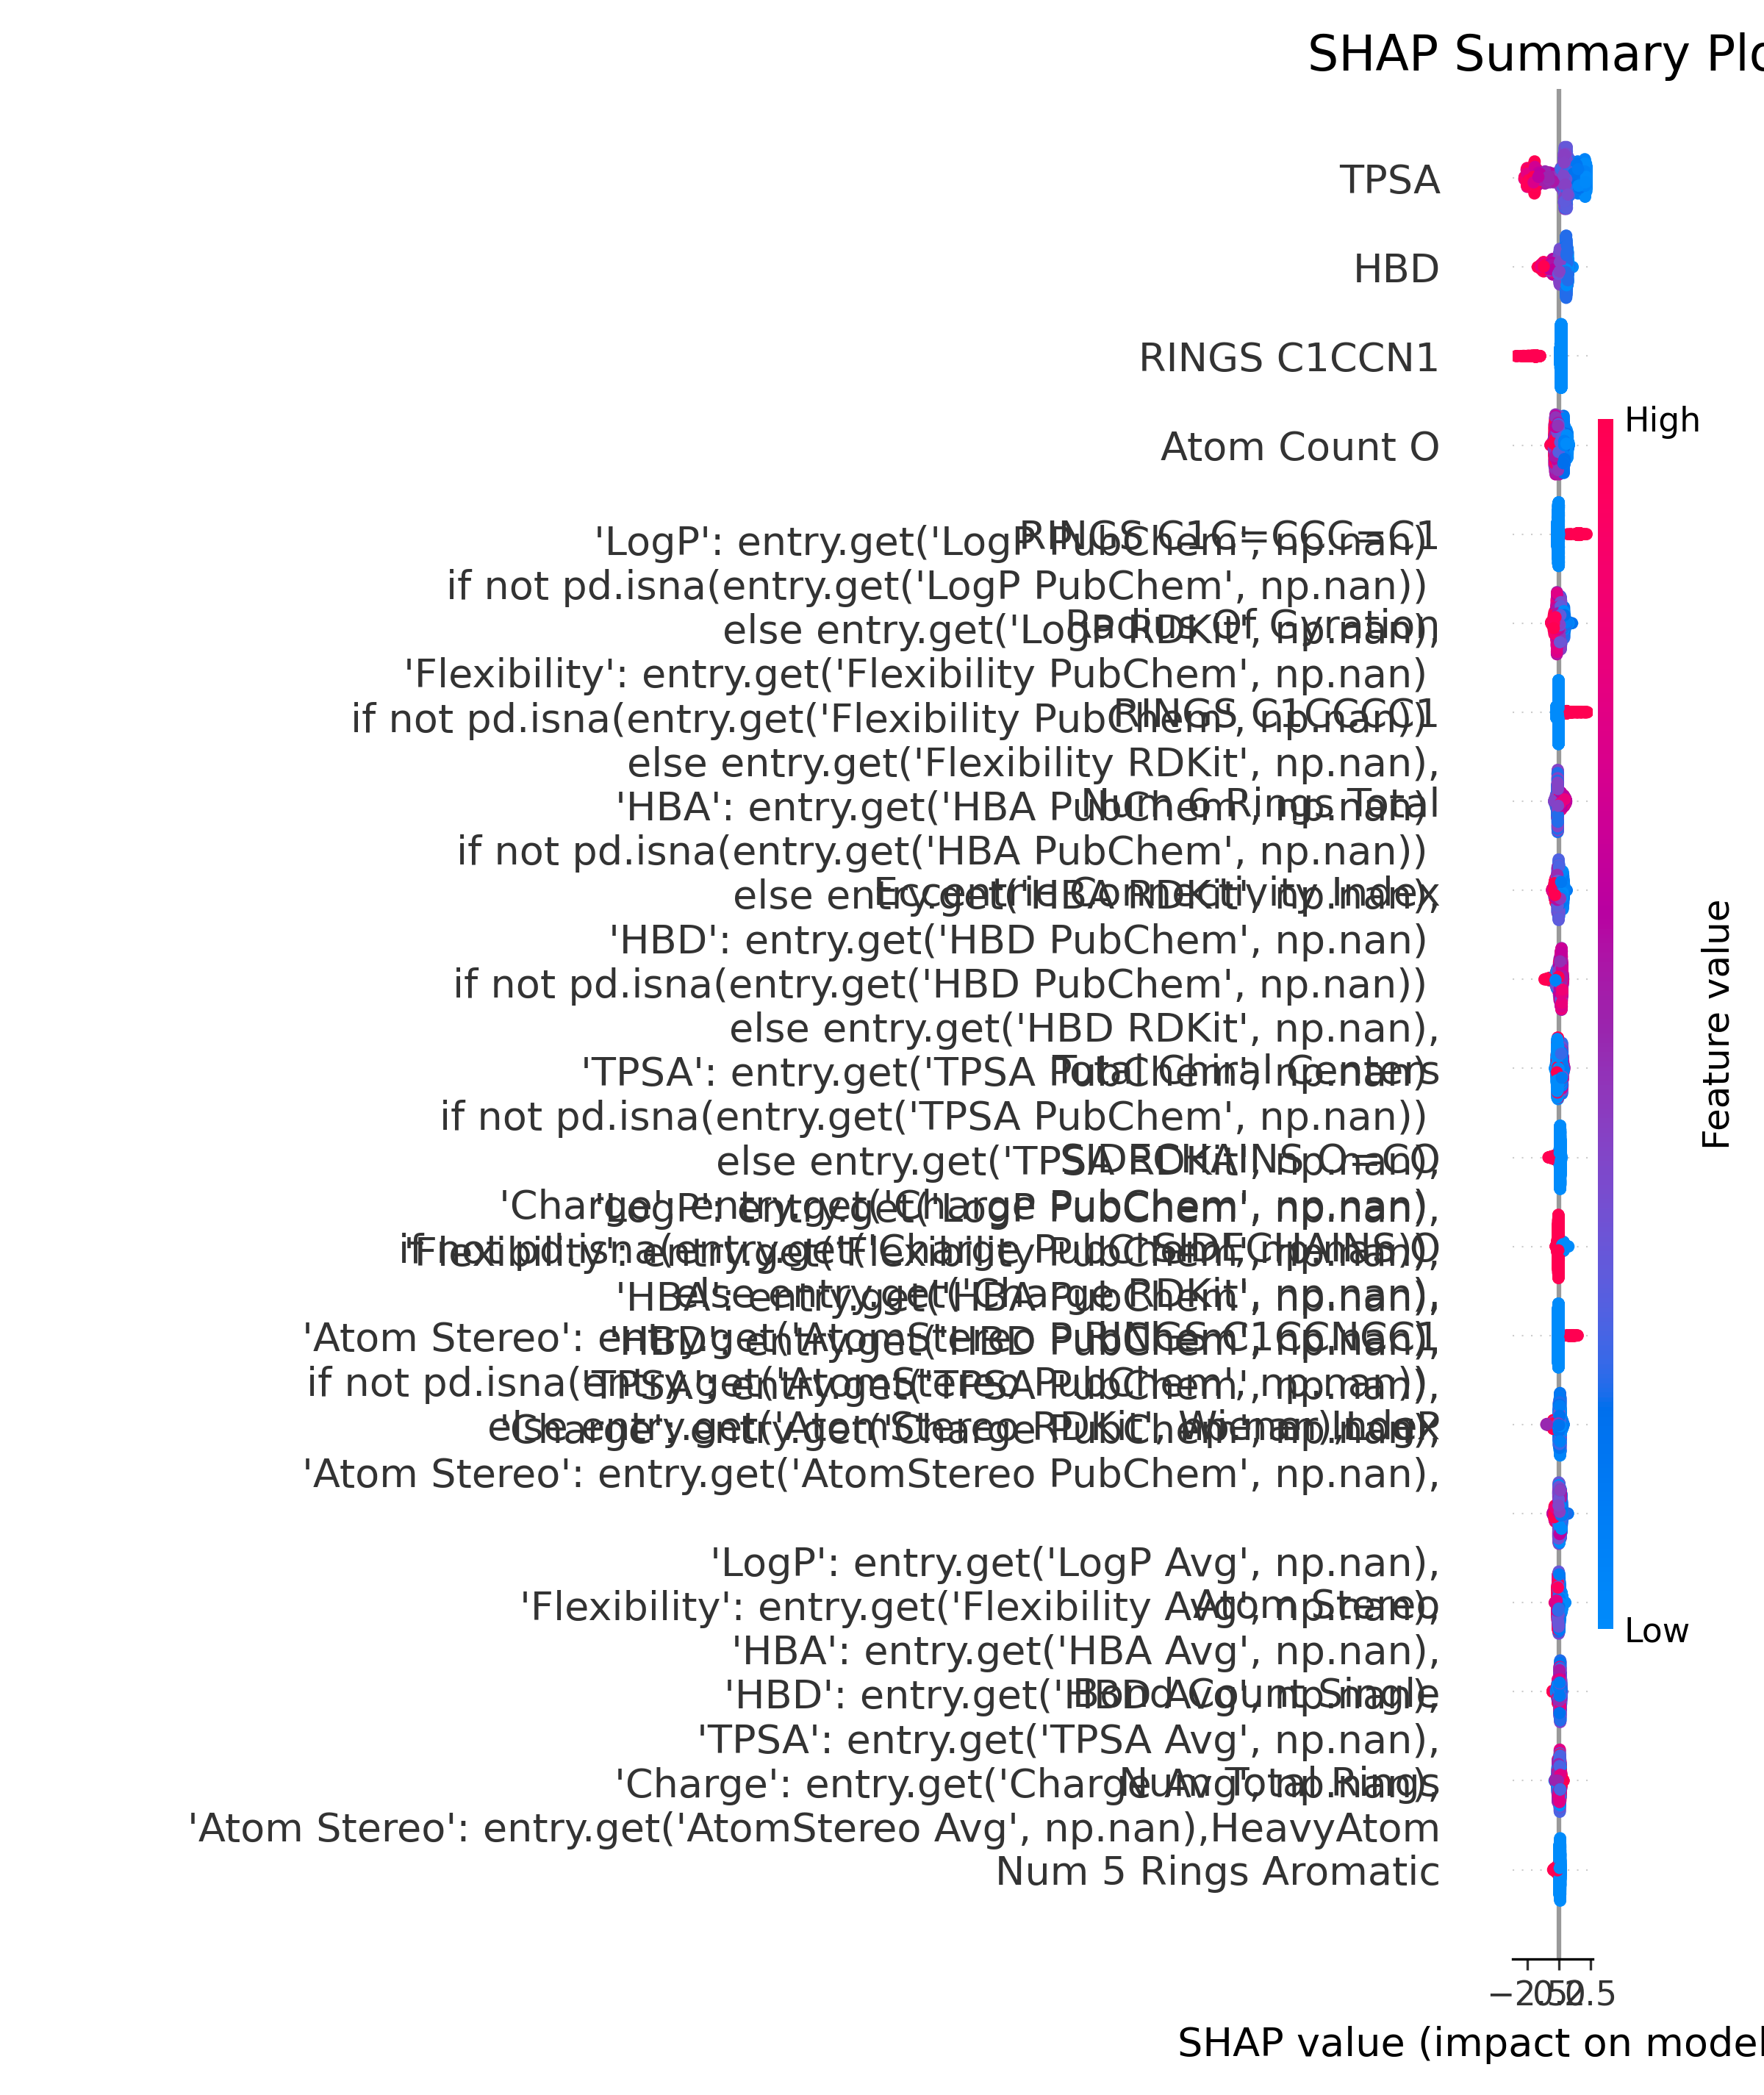 SHAP Summary Plo
TPSA
HBD
RINGS C1CCN1
Atom Count O
High
RINGS C1C=CCC=C1
'LogP': entry.get('LogP PubChem', np.nan)
if not pd.isna(entry.get('LogP PubChem', np.nan))
Radius Of Gyration
else entry.get('LogP RDKit', np.nan),
'Flexibility': entry.get('Flexibility PubChem', np.nan)
RINGS C1CCCC1
if not pd.isna(entry.get('Flexibility PubChem', np.nan))
else entry.get('Flexibility RDKit', np.nan),
Num 6 Rings Total
'HBA': entry.get('HBA PubChem', np.nan)
if not pd.isna(entry.get('HBA PubChem', np.nan))
Eccentric Connectivity Index
else entry.get('HBA RDKit', np.nan),
'HBD': entry.get('HBD PubChem', np.nan)
if not pd.isna(entry.get('HBD PubChem', np.nan))
else entry.get('HBD RDKit', np.nan),
Total Chiral Centers
'TPSA': entry.get('TPSA PubChem', np.nan)
if not pd.isna(entry.get('TPSA PubChem', np.nan))
SIDECHAINS O=CO
else entry.get('TPSA RDKit', np.nan),
'Charge': entry.get('Charge PubChem', np.nan)
'LogP': entry.get('LogP PubChem', np.nan),
SIDECHAINS O
if not pd.isna(entry.get('Charge PubChem', np.nan))
'Flexibility': entry.get('Flexibility PubChem', np.nan),
else entry.get('Charge RDKit', np.nan),
'HBA': entry.get('HBA PubChem', np.nan),
RINGS C1CCNCC1
'Atom Stereo': entry.get('AtomStereo PubChem', np.nan)
'HBD': entry.get('HBD PubChem', np.nan),
if not pd.isna(entry.get('AtomStereo PubChem', np.nan))
'TPSA': entry.get('TPSA PubChem', np.nan),
Wiener Index
else entry.get('AtomStereo RDKit', np.nan)
'Charge': entry.get('Charge PubChem', np.nan),
'Atom Stereo': entry.get('AtomStereo PubChem', np.nan),
'LogP': entry.get('LogP Avg', np.nan),
Atom Stereo
'Flexibility': entry.get('Flexibility Avg', np.nan),
'HBA': entry.get('HBA Avg', np.nan),
Bond Count Single
'HBD': entry.get('HBD Avg', np.nan),
'TPSA': entry.get('TPSA Avg', np.nan),
Num Total Rings
'Charge': entry.get('Charge Avg', np.nan),
'Atom Stereo': entry.get('AtomStereo Avg', np.nan),HeavyAtom
Num 5 Rings Aromatic
Feature value
Low
−2.5 0.0 2.5
SHAP value (impact on model